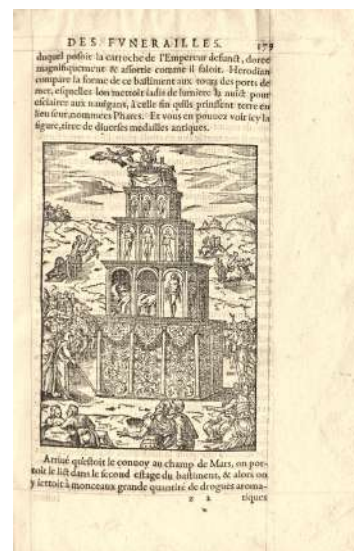 DES FVNERAILLES. 179
duquel posoit la carroche de l'Empereur defunct, doree
magnifiquement & assortie comme il faloit. Herodian
compare la forme de ce bastiment aux tours des ports de
mer, esquelles lon mettoit iadis de lumiere la nuict pour
esclairer aux nauigans, à celle fin qu'ils prinssent terre en
lieu seur, nommees Phares. Et vous en pouuez voir icy la
figure, tiree de diuerses medailles antiques.
Arriué qu'estoit le conuoy au champ de Mars, on por-
toit le lict dans le second estage du bastiment, & alors on
y iettoit à monceaux grande quantité de drogues aroma-
z 2 tiques